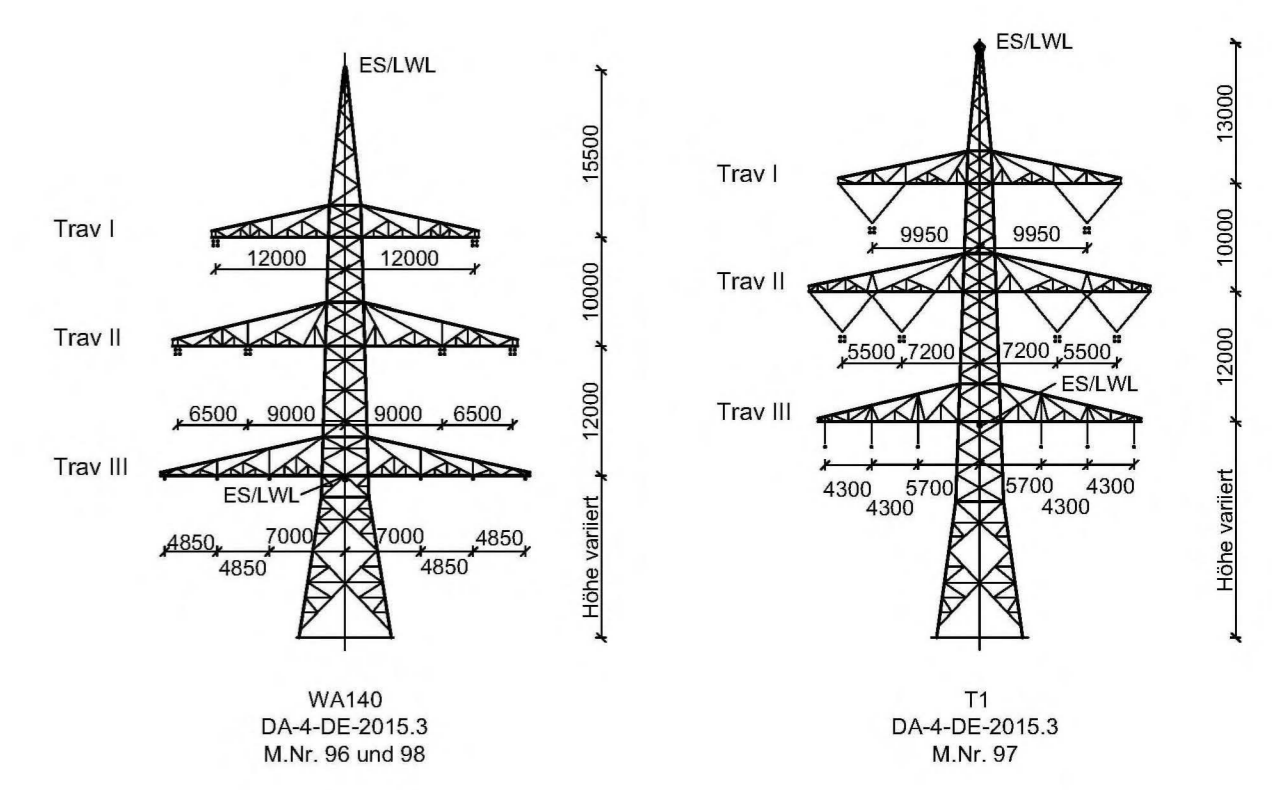 ES/LWL
15500
Trav I
12000 12000
10000
Trav II
6500 9000 9000 6500
12000
Trav III
ES/LWL
4850 7000 7000 4850
4850 4850
Höhe variiert
WA140
DA-4-DE-2015.3
M.Nr. 96 und 98
ES/LWL
13000
Trav I
9950 9950
10000
Trav II
5500 7200 7200 5500
12000
ES/LWL
Trav III
4300 5700 5700 4300
4300 4300
Höhe variiert
T1
DA-4-DE-2015.3
M.Nr. 97